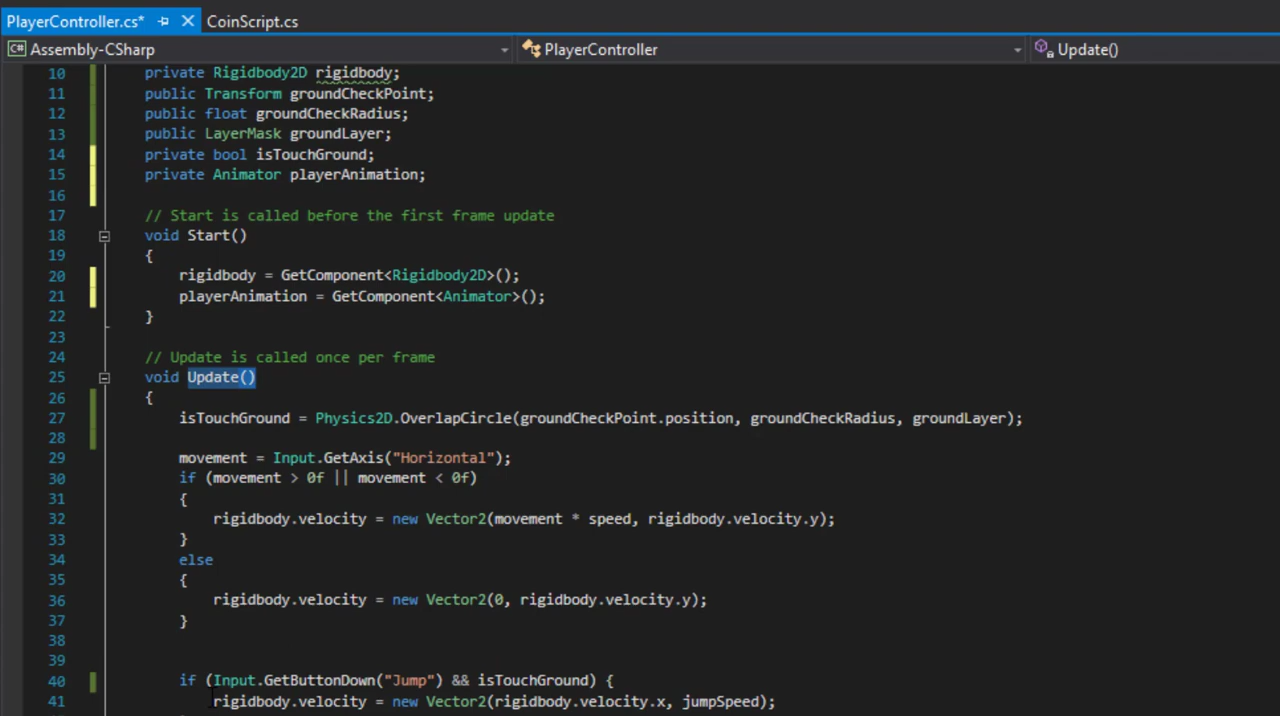 PlayerController.cs* CoinScript.cs
C# Assembly-CSharp PlayerController Update()
10 private Rigidbody2D rigidbody;
11 public Transform groundCheckPoint;
12 public float groundCheckRadius;
13 public LayerMask groundLayer;
14 private bool isTouchGround;
15 private Animator playerAnimation;
16
17 // Start is called before the first frame update
18 void Start()
19 {
20 rigidbody = GetComponent<Rigidbody2D>();
21 playerAnimation = GetComponent<Animator>();
22 }
23
24 // Update is called once per frame
25 void Update()
26 {
27 isTouchGround = Physics2D.OverlapCircle(groundCheckPoint.position, groundCheckRadius, groundLayer);
28
29 movement = Input.GetAxis("Horizontal");
30 if (movement > 0f || movement < 0f)
31 {
32 rigidbody.velocity = new Vector2(movement * speed, rigidbody.velocity.y);
33 }
34 else
35 {
36 rigidbody.velocity = new Vector2(0, rigidbody.velocity.y);
37 }
38
39
40 if (Input.GetButtonDown("Jump") && isTouchGround) {
41 rigidbody.velocity = new Vector2(rigidbody.velocity.x, jumpSpeed);